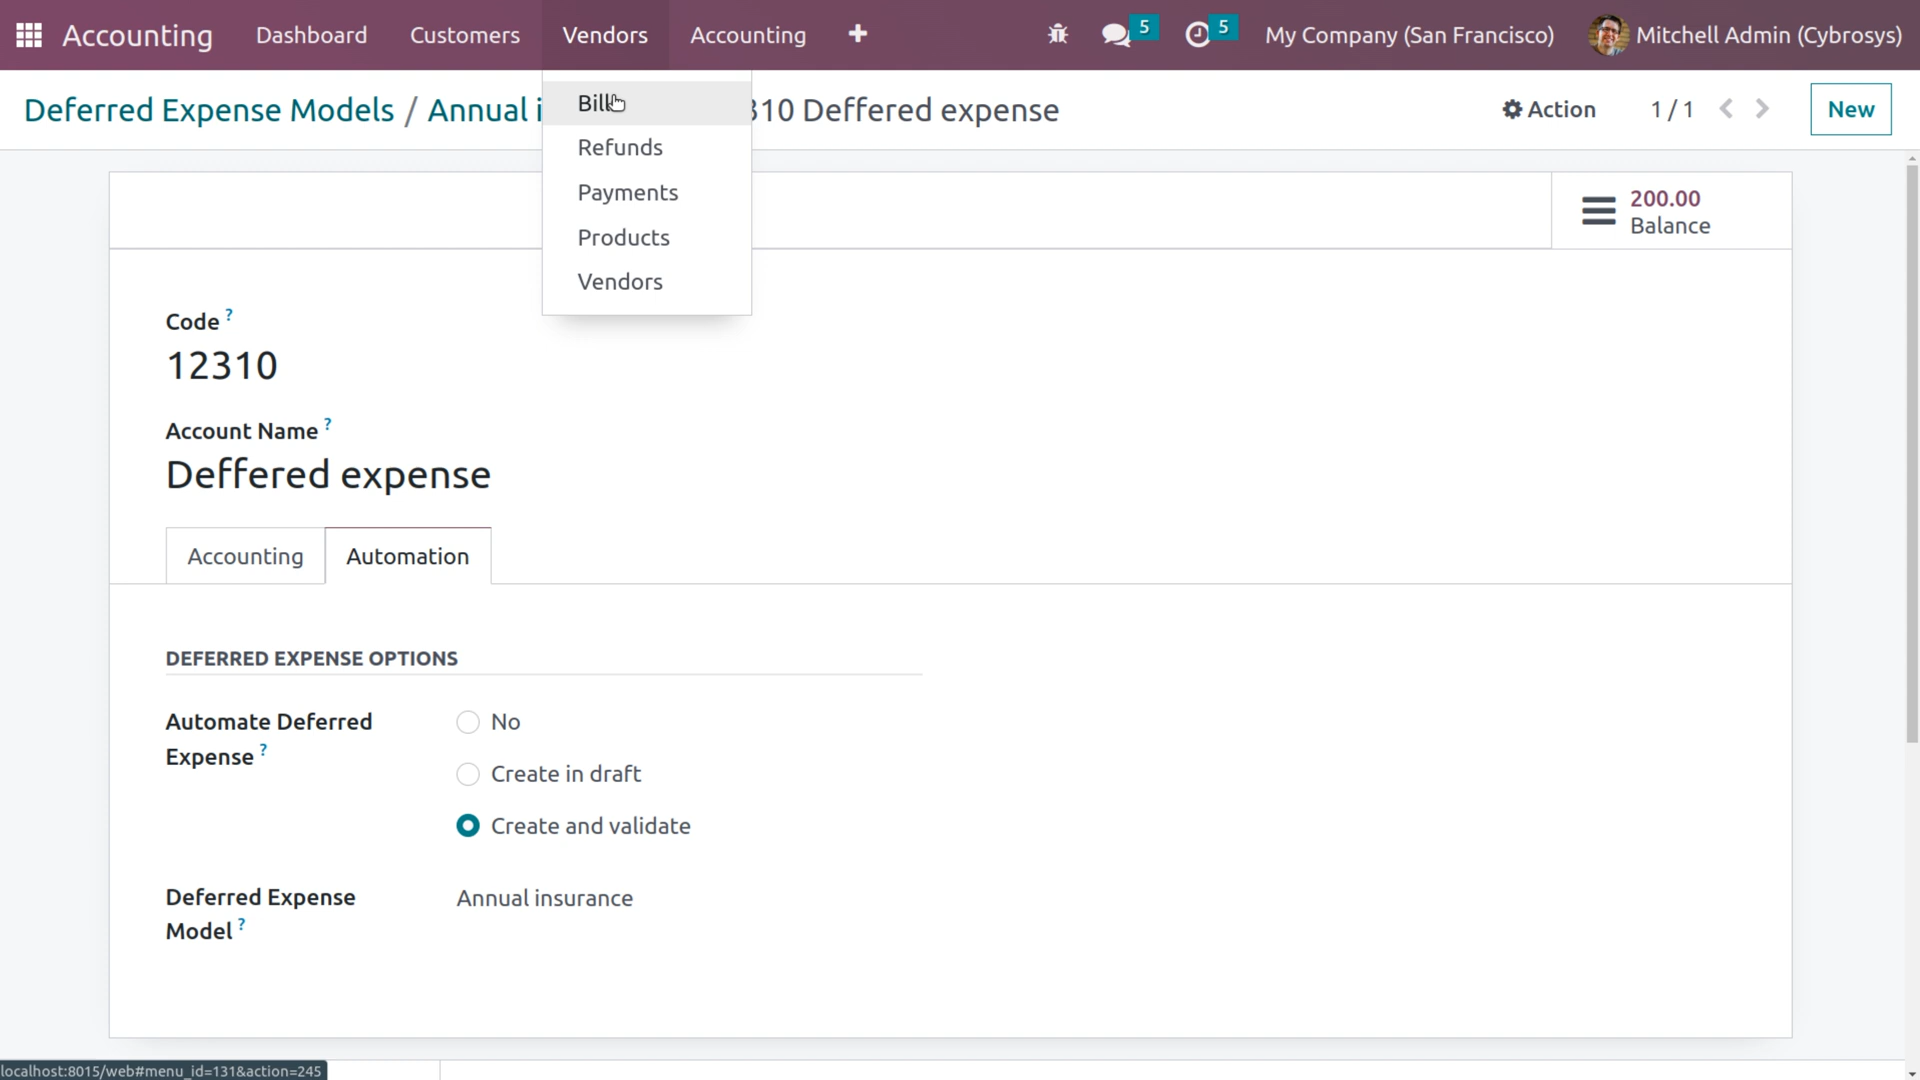 Accounting Dashboard Customers Vendors Accounting + 5 5 My Company (San Francisco) Mitchell Admin (Cybrosys)
Deferred Expense Models / Annual i 310 Deffered expense Action 1 / 1 New
Refunds
Payments
Products
Vendors
200.00
Balance
Code ?
12310
Account Name ?
Deffered expense
Accounting Automation
DEFERRED EXPENSE OPTIONS
Automate Deferred
Expense ?
No
Create in draft
Create and validate
Deferred Expense
Model ?
Annual insurance
localhost:8015/web#menu_id=131&action=245